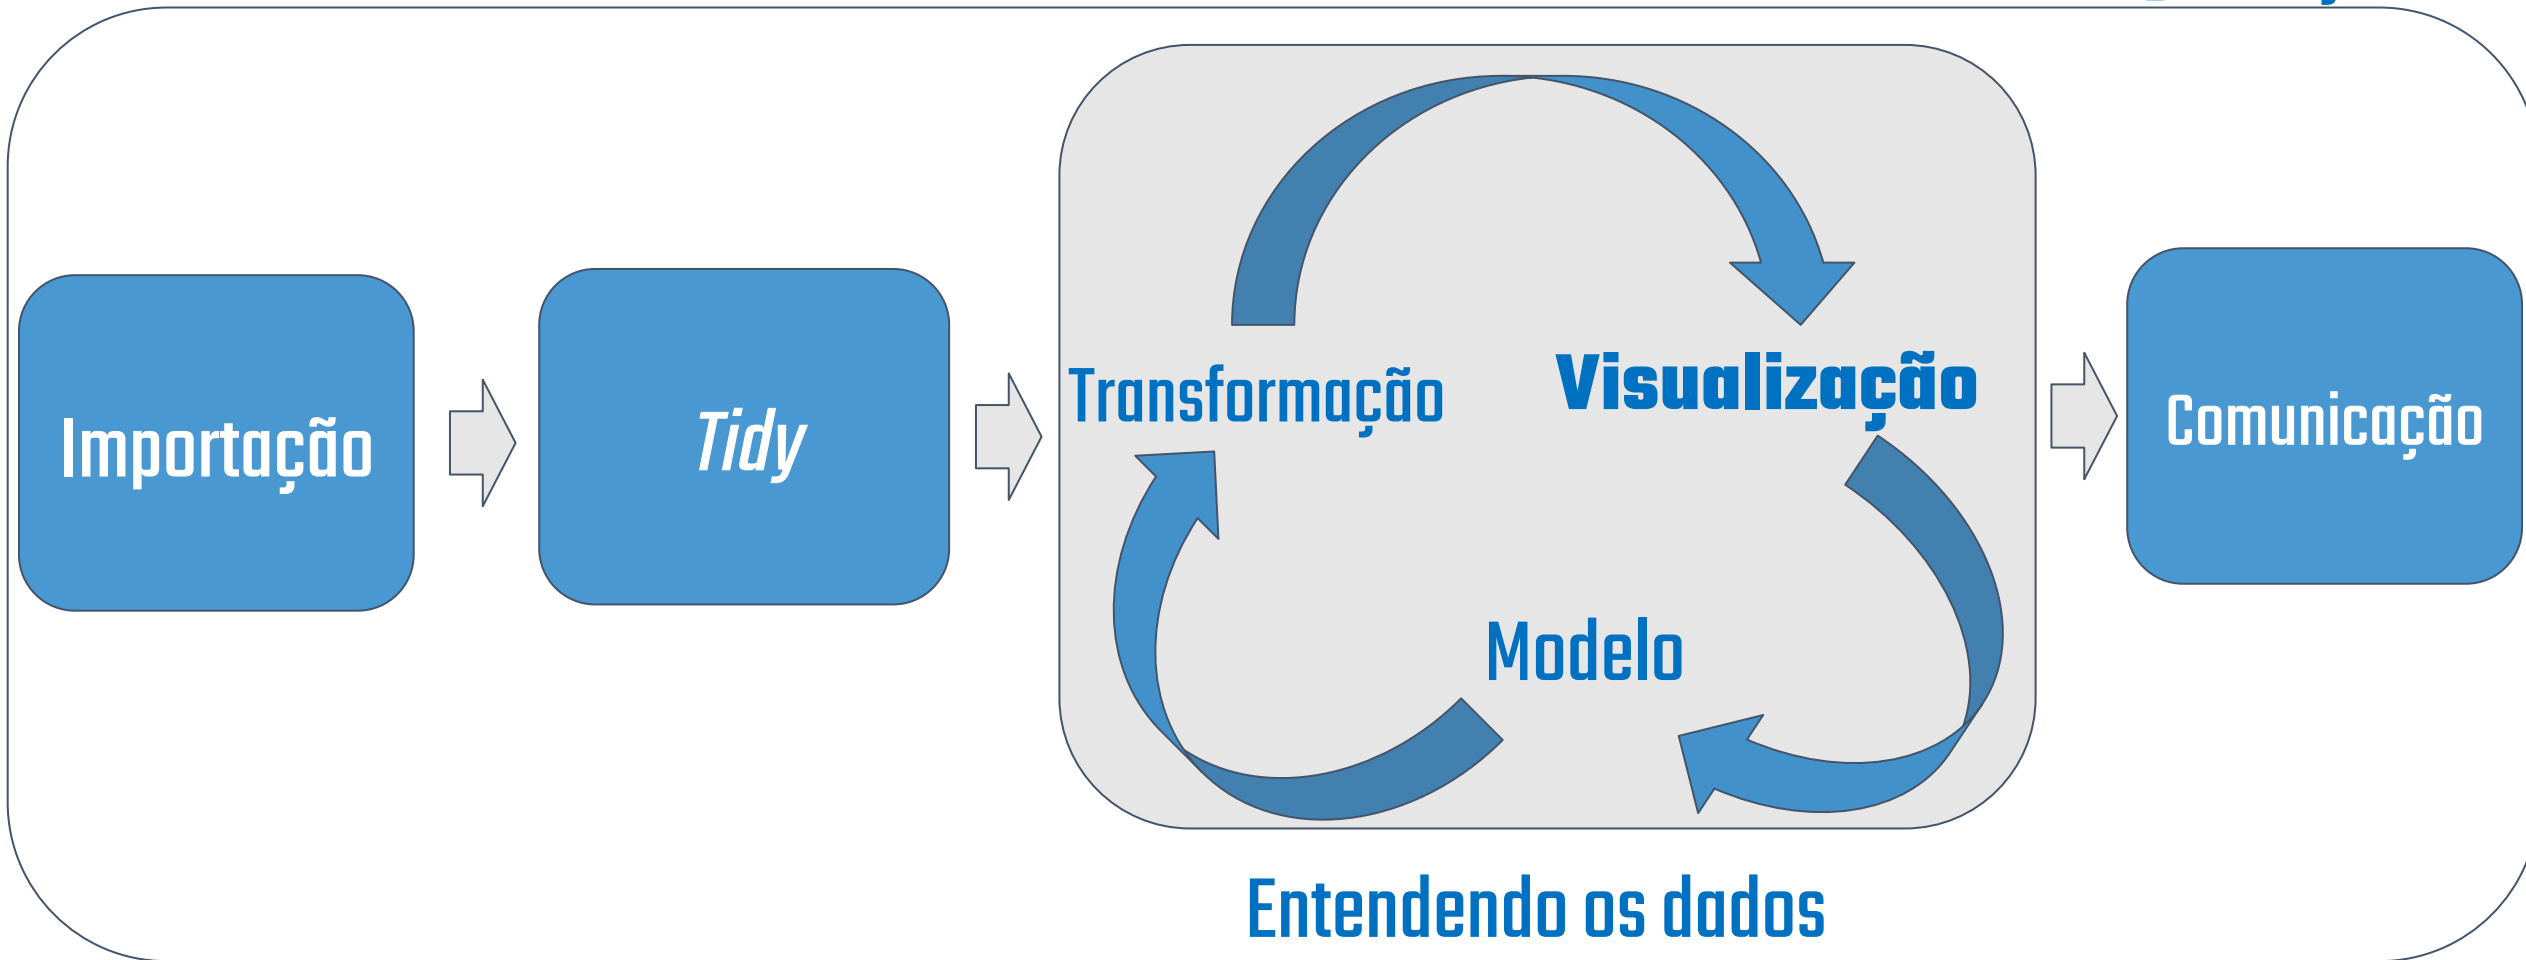 Importação
Tidy
Transformação
Visualização
Modelo
Comunicação
Entendendo os dados